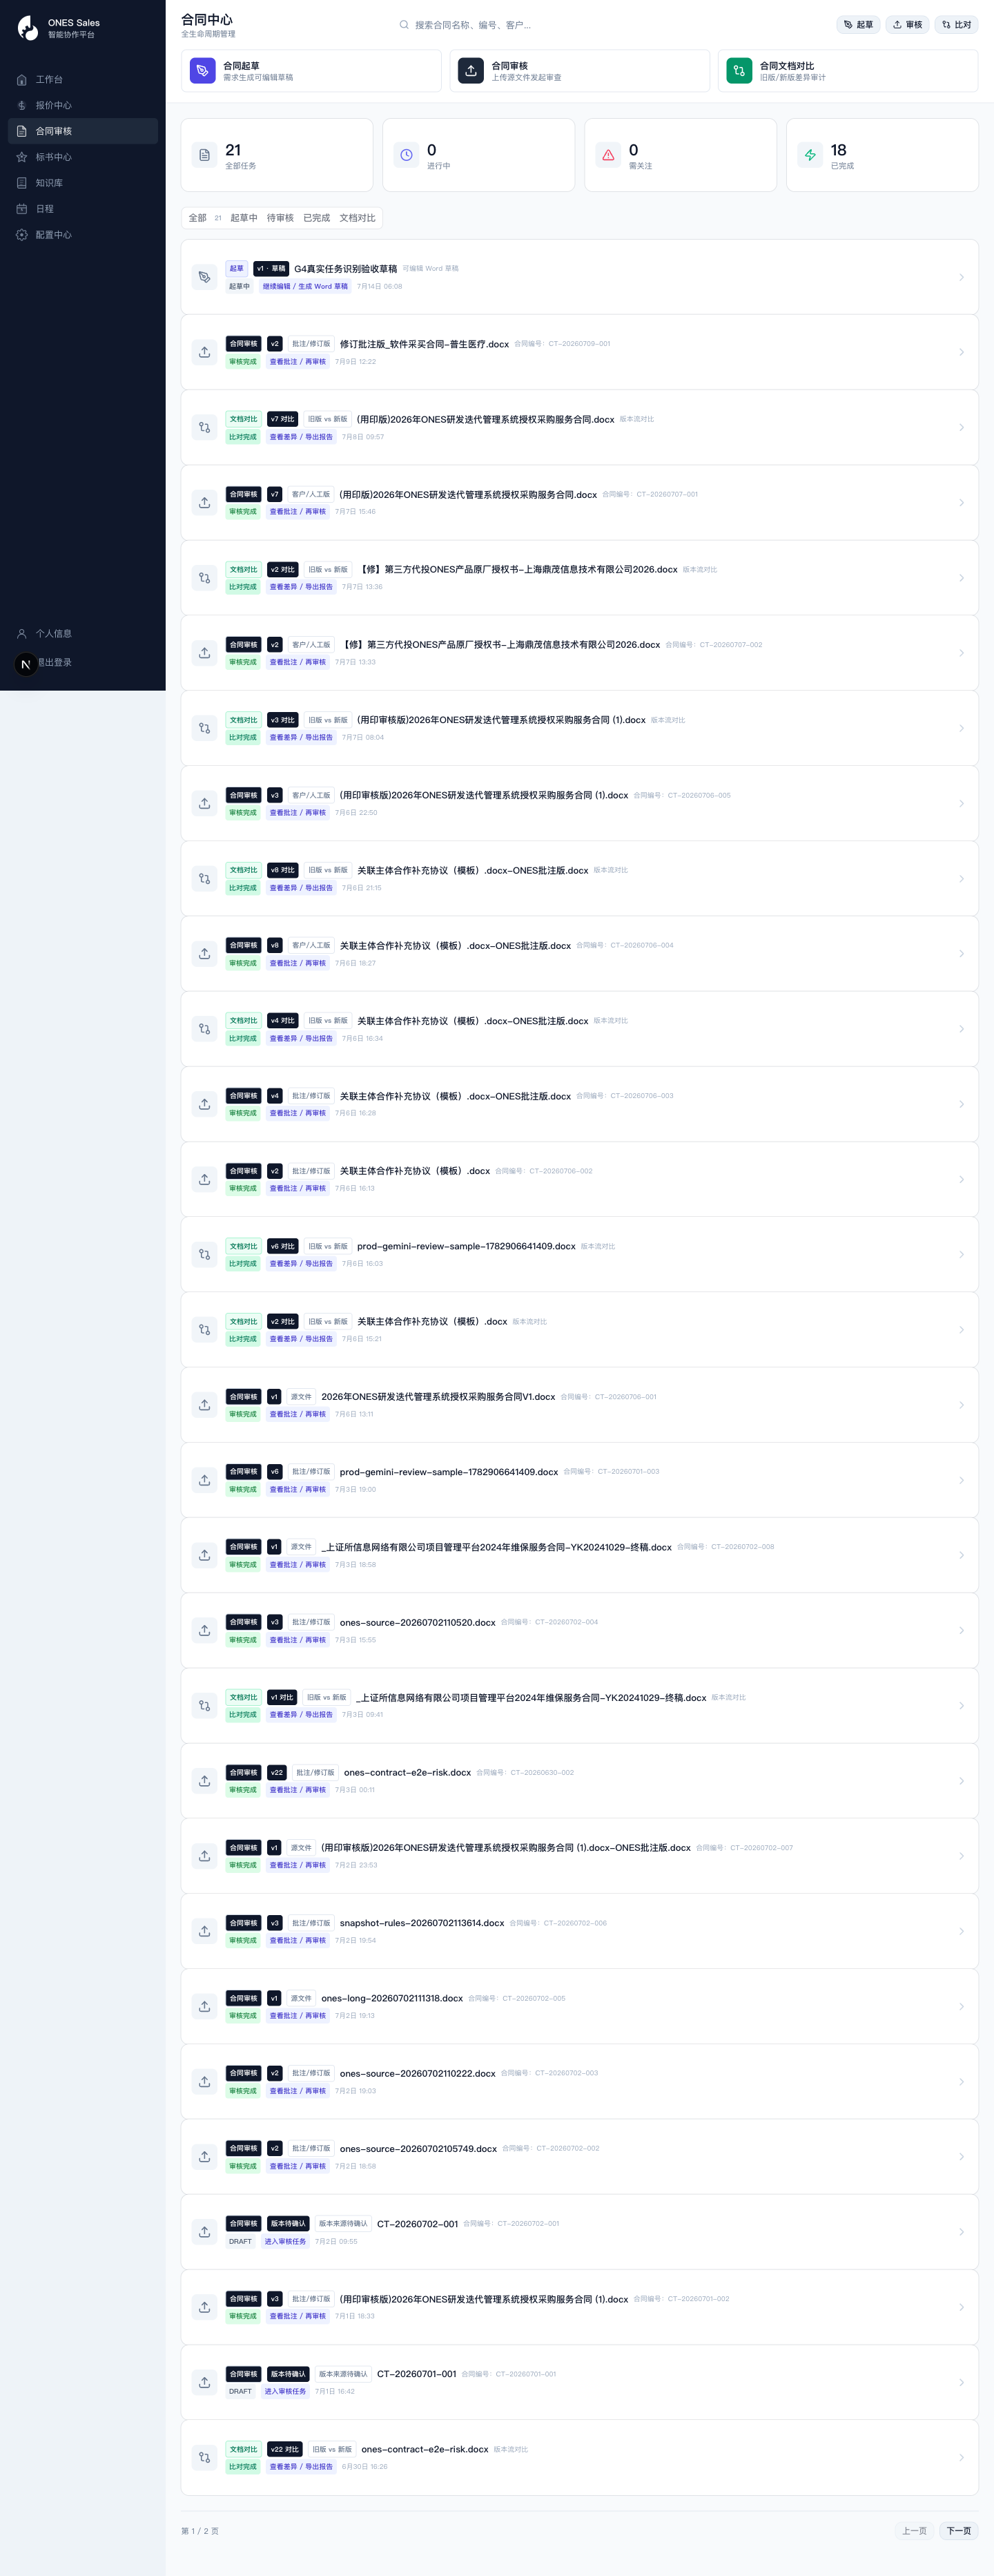 ONES Sales
智能协作平台
工作台
报价中心
合同审核
标书中心
知识库
日程
配置中心
个人信息
退出登录
N
合同中心
全生命周期管理
搜索合同名称、编号、客户...
起草
审核
比对
合同起草
需求生成可编辑草稿
合同审核
上传源文件发起审查
合同文档对比
旧版/新版差异审计
21
全部任务
0
进行中
0
需关注
18
已完成
全部 21 起草中 待审核 已完成 文档对比
起草 v1 · 草稿 G4真实任务识别验收草稿 可编辑 Word 草稿
起草中 继续编辑 / 生成 Word 草稿 7月14日 06:08
合同审核 v2 批注/修订版 修订批注版_软件采买合同-普生医疗.docx 合同编号: CT-20260709-001
审核完成 查看批注 / 再审核 7月9日 12:22
文档对比 v7 对比 旧版 vs 新版 (用印版)2026年ONES研发迭代管理系统授权采购服务合同.docx 版本流对比
比对完成 查看差异 / 导出报告 7月8日 09:57
合同审核 v7 客户/人工版 (用印版)2026年ONES研发迭代管理系统授权采购服务合同.docx 合同编号: CT-20260707-001
审核完成 查看批注 / 再审核 7月7日 15:46
文档对比 v2 对比 旧版 vs 新版 【修】第三方代投ONES产品原厂授权书-上海鼎茂信息技术有限公司2026.docx 版本流对比
比对完成 查看差异 / 导出报告 7月7日 13:36
合同审核 v2 客户/人工版 【修】第三方代投ONES产品原厂授权书-上海鼎茂信息技术有限公司2026.docx 合同编号: CT-20260707-002
审核完成 查看批注 / 再审核 7月7日 13:33
文档对比 v3 对比 旧版 vs 新版 (用印审核版)2026年ONES研发迭代管理系统授权采购服务合同 (1).docx 版本流对比
比对完成 查看差异 / 导出报告 7月7日 08:04
合同审核 v3 客户/人工版 (用印审核版)2026年ONES研发迭代管理系统授权采购服务合同 (1).docx 合同编号: CT-20260706-005
审核完成 查看批注 / 再审核 7月6日 22:50
文档对比 v8 对比 旧版 vs 新版 关联主体合作补充协议（模板）.docx-ONES批注版.docx 版本流对比
比对完成 查看差异 / 导出报告 7月6日 21:15
合同审核 v8 客户/人工版 关联主体合作补充协议（模板）.docx-ONES批注版.docx 合同编号: CT-20260706-004
审核完成 查看批注 / 再审核 7月6日 18:27
文档对比 v4 对比 旧版 vs 新版 关联主体合作补充协议（模板）.docx-ONES批注版.docx 版本流对比
比对完成 查看差异 / 导出报告 7月6日 16:34
合同审核 v4 批注/修订版 关联主体合作补充协议（模板）.docx-ONES批注版.docx 合同编号: CT-20260706-003
审核完成 查看批注 / 再审核 7月6日 16:28
合同审核 v2 批注/修订版 关联主体合作补充协议（模板）.docx 合同编号: CT-20260706-002
审核完成 查看批注 / 再审核 7月6日 16:13
文档对比 v6 对比 旧版 vs 新版 prod-gemini-review-sample-1782906641409.docx 版本流对比
比对完成 查看差异 / 导出报告 7月6日 16:03
文档对比 v2 对比 旧版 vs 新版 关联主体合作补充协议（模板）.docx 版本流对比
比对完成 查看差异 / 导出报告 7月6日 15:21
合同审核 v1 源文件 2026年ONES研发迭代管理系统授权采购服务合同V1.docx 合同编号: CT-20260706-001
审核完成 查看批注 / 再审核 7月6日 13:11
合同审核 v6 批注/修订版 prod-gemini-review-sample-1782906641409.docx 合同编号: CT-20260701-003
审核完成 查看批注 / 再审核 7月3日 19:00
合同审核 v1 源文件 _上证所信息网络有限公司项目管理平台2024年维保服务合同-YK20241029-终稿.docx 合同编号: CT-20260702-008
审核完成 查看批注 / 再审核 7月3日 18:58
合同审核 v3 批注/修订版 ones-source-20260702110520.docx 合同编号: CT-20260702-004
审核完成 查看批注 / 再审核 7月3日 15:55
文档对比 v1 对比 旧版 vs 新版 _上证所信息网络有限公司项目管理平台2024年维保服务合同-YK20241029-终稿.docx 版本流对比
比对完成 查看差异 / 导出报告 7月3日 09:41
合同审核 v22 批注/修订版 ones-contract-e2e-risk.docx 合同编号: CT-20260630-002
审核完成 查看批注 / 再审核 7月3日 00:11
合同审核 v1 源文件 (用印审核版)2026年ONES研发迭代管理系统授权采购服务合同 (1).docx-ONES批注版.docx 合同编号: CT-20260702-007
审核完成 查看批注 / 再审核 7月2日 23:53
合同审核 v3 批注/修订版 snapshot-rules-20260702113614.docx 合同编号: CT-20260702-006
审核完成 查看批注 / 再审核 7月2日 19:54
合同审核 v1 源文件 ones-long-20260702111318.docx 合同编号: CT-20260702-005
审核完成 查看批注 / 再审核 7月2日 19:13
合同审核 v2 批注/修订版 ones-source-20260702110222.docx 合同编号: CT-20260702-003
审核完成 查看批注 / 再审核 7月2日 19:03
合同审核 v2 批注/修订版 ones-source-20260702105749.docx 合同编号: CT-20260702-002
审核完成 查看批注 / 再审核 7月2日 18:58
合同审核 版本待确认 版本来源待确认 CT-20260702-001 合同编号: CT-20260702-001
DRAFT 进入审核任务 7月2日 09:55
合同审核 v3 批注/修订版 (用印审核版)2026年ONES研发迭代管理系统授权采购服务合同 (1).docx 合同编号: CT-20260701-002
审核完成 查看批注 / 再审核 7月1日 18:33
合同审核 版本待确认 版本来源待确认 CT-20260701-001 合同编号: CT-20260701-001
DRAFT 进入审核任务 7月1日 16:42
文档对比 v22 对比 旧版 vs 新版 ones-contract-e2e-risk.docx 版本流对比
比对完成 查看差异 / 导出报告 6月30日 16:26
第 1 / 2 页
上一页 下一页